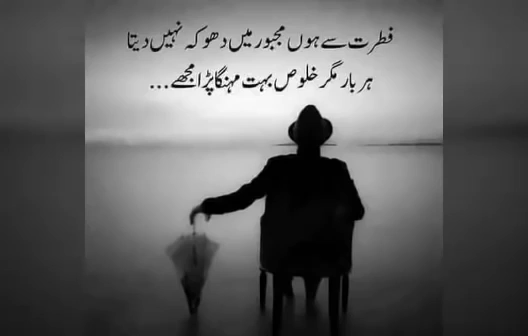 فطرت سے ہوں مجبور میں دھوکہ نہیں دیتا
ہر بار مگر خلوص بہت مہنگا پڑا مجھے...